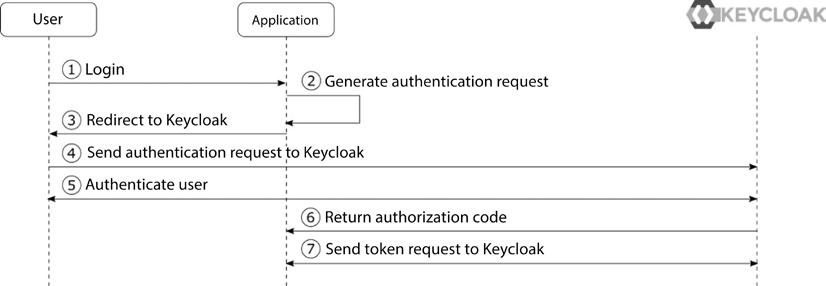 User
Application
KEYCLOAK
① Login
② Generate authentication request
③ Redirect to Keycloak
④ Send authentication request to Keycloak
⑤ Authenticate user
⑥ Return authorization code
⑦ Send token request to Keycloak